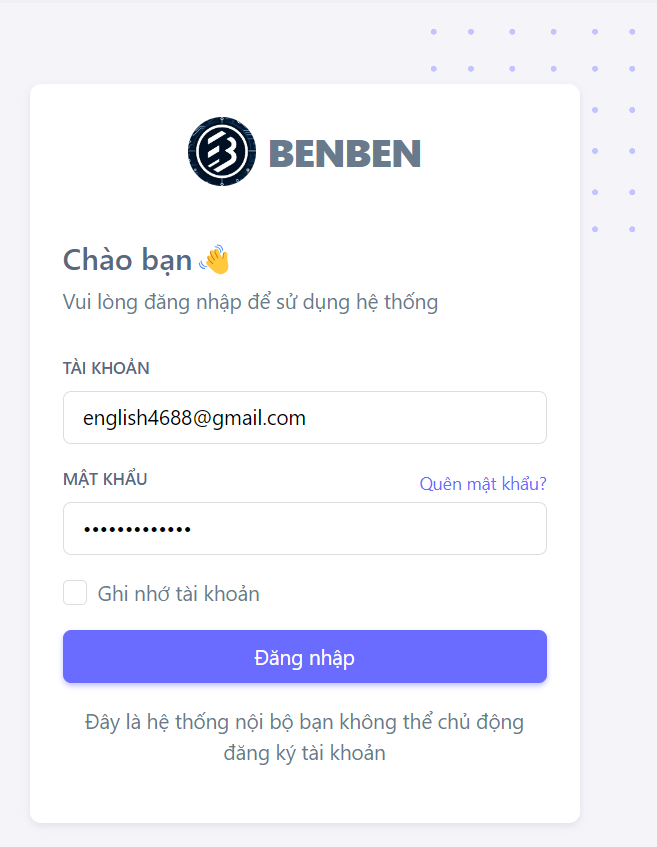 BENBEN
Chào bạn 👋
Vui lòng đăng nhập để sử dụng hệ thống
TÀI KHOẢN
english4688@gmail.com
MẬT KHẨU
Quên mật khẩu?
•••••••••••••
Ghi nhớ tài khoản
Đăng nhập
Đây là hệ thống nội bộ bạn không thể chủ động
đăng ký tài khoản